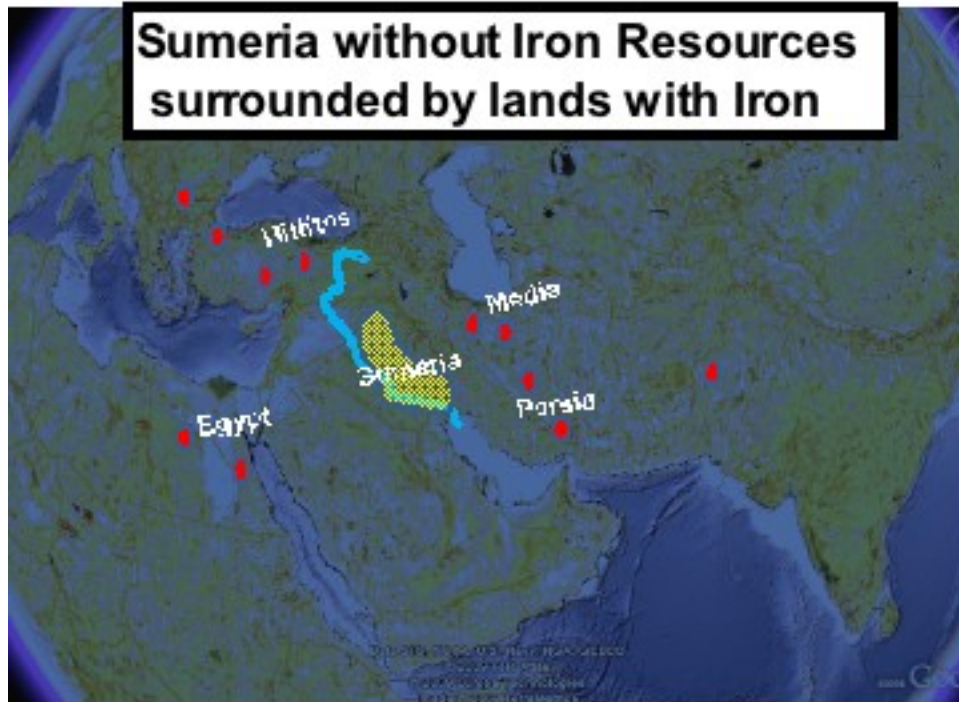 Sumeria without Iron Resources
surrounded by lands with Iron
Hittites
Media
Sumeria
Persia
Egypt